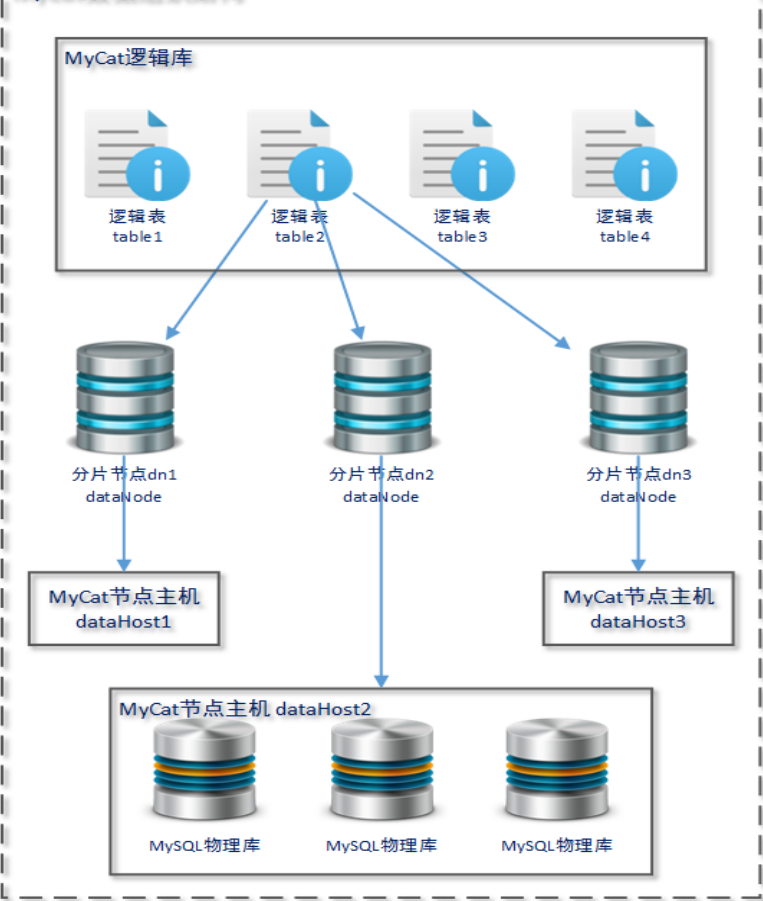 MyCat逻辑库
逻辑表
table1
逻辑表
table2
逻辑表
table3
逻辑表
table4
分片节点dn1
dataNode
分片节点dn2
dataNode
分片节点dn3
dataNode
MyCat节点主机
dataHost1
MyCat节点主机
dataHost3
MyCat节点主机 dataHost2
MySQL物理库
MySQL物理库
MySQL物理库